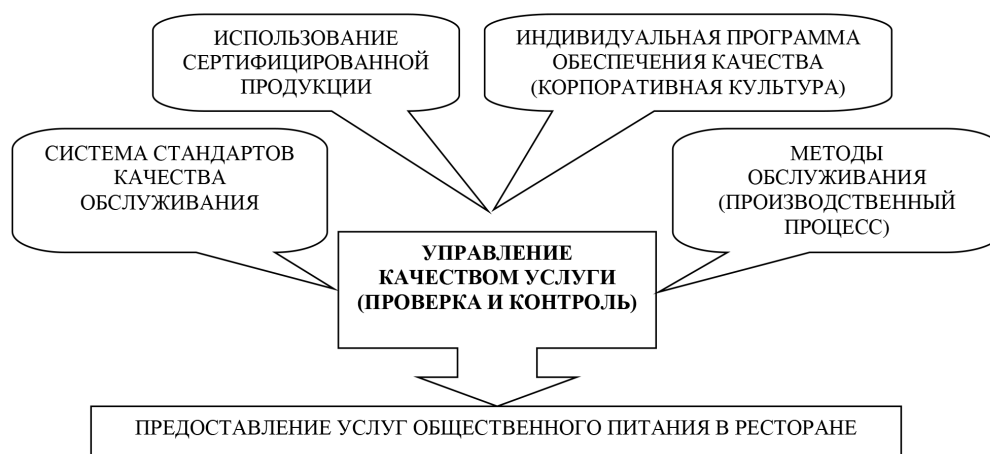 ИСПОЛЬЗОВАНИЕ
СЕРТИФИЦИРОВАННОЙ
ПРОДУКЦИИ
ИНДИВИДУАЛЬНАЯ ПРОГРАММА
ОБЕСПЕЧЕНИЯ КАЧЕСТВА
(КОРПОРАТИВНАЯ КУЛЬТУРА)
СИСТЕМА СТАНДАРТОВ
КАЧЕСТВА
ОБСЛУЖИВАНИЯ
МЕТОДЫ
ОБСЛУЖИВАНИЯ
(ПРОИЗВОДСТВЕННЫЙ
ПРОЦЕСС)
УПРАВЛЕНИЕ
КАЧЕСТВОМ УСЛУГИ
(ПРОВЕРКА И КОНТРОЛЬ)
ПРЕДОСТАВЛЕНИЕ УСЛУГ ОБЩЕСТВЕННОГО ПИТАНИЯ В РЕСТОРАНЕ